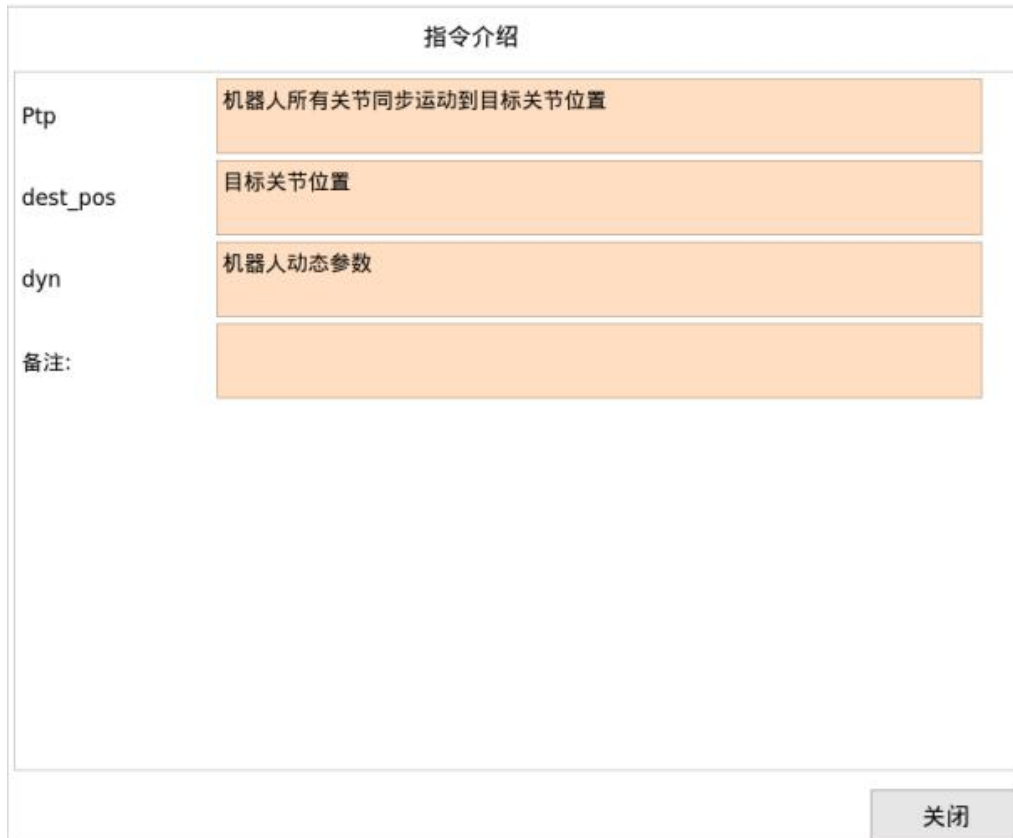 指令介绍
Ptp
机器人所有关节同步运动到目标关节位置
dest_pos
目标关节位置
dyn
机器人动态参数
备注:
关闭